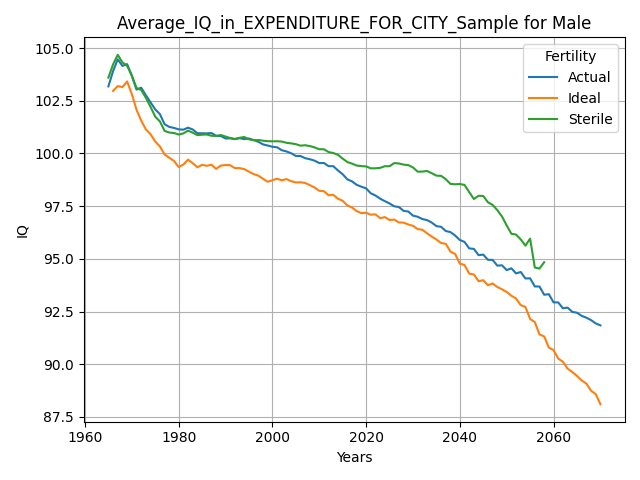 Average_IQ_in_EXPENDITURE_FOR_CITY_Sample for Male
Fertility
Actual
Ideal
Sterile
IQ
105.0
102.5
100.0
97.5
95.0
92.5
90.0
87.5
1960 1980 2000 2020 2040 2060
Years